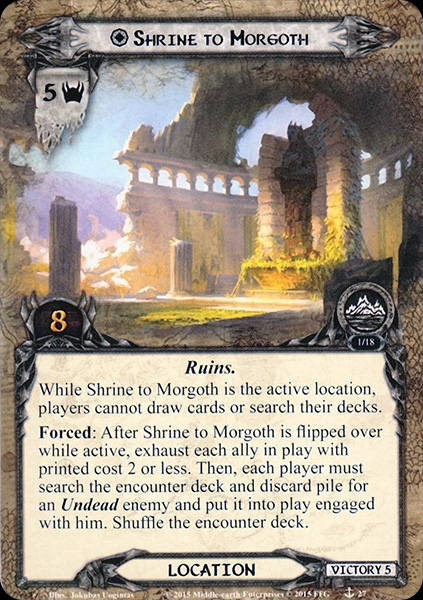 Shrine to Morgoth
5
8
1/18
Ruins.
While Shrine to Morgoth is the active location,
players cannot draw cards or search their decks.
Forced: After Shrine to Morgoth is flipped over
while active, exhaust each ally in play with
printed cost 2 or less. Then, each player must
search the encounter deck and discard pile for
an Undead enemy and put it into play engaged
with him. Shuffle the encounter deck.
LOCATION
VICTORY 5
Illus. Jokubas Uogintas
© 2015 Middle-earth Enterprises © 2015 FFG
27